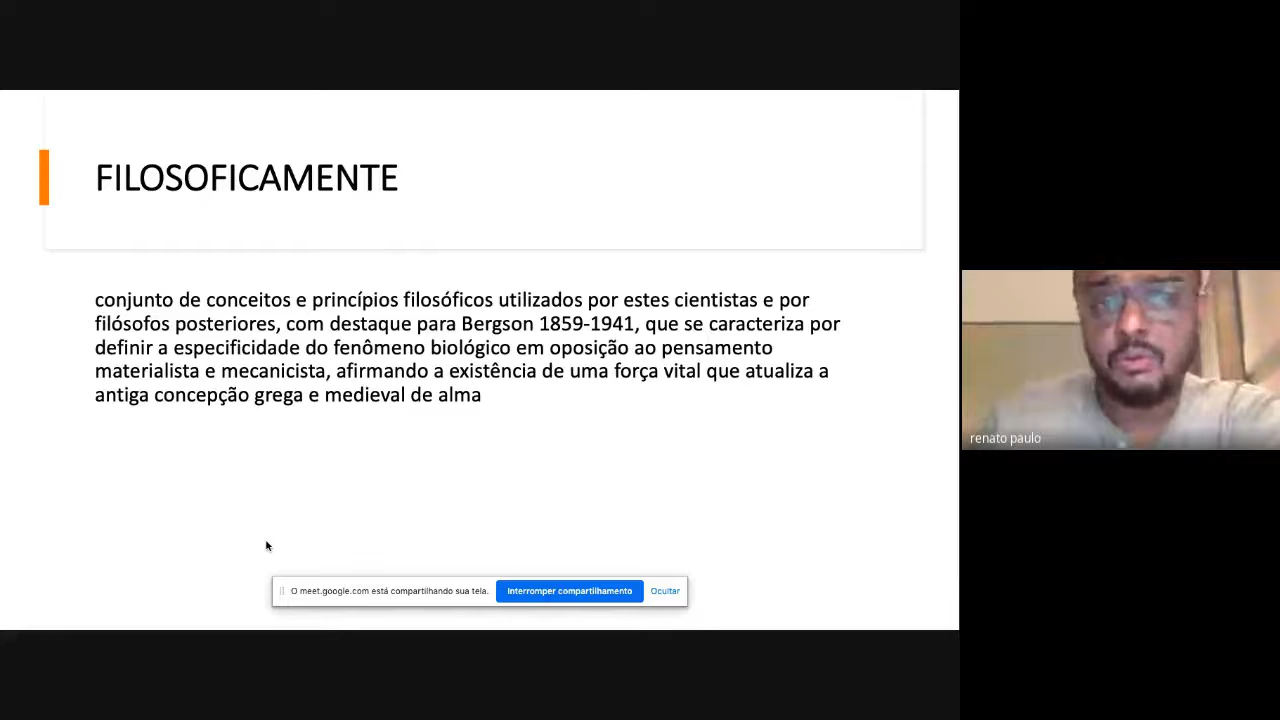 FILOSOFICAMENTE
conjunto de conceitos e princípios filosóficos utilizados por estes cientistas e por
filósofos posteriores, com destaque para Bergson 1859-1941, que se caracteriza por
definir a especificidade do fenômeno biológico em oposição ao pensamento
materialista e mecanicista, afirmando a existência de uma força vital que atualiza a
antiga concepção grega e medieval de alma
O meet.google.com está compartilhando sua tela.
Interromper compartilhamento
Ocultar
renato paulo